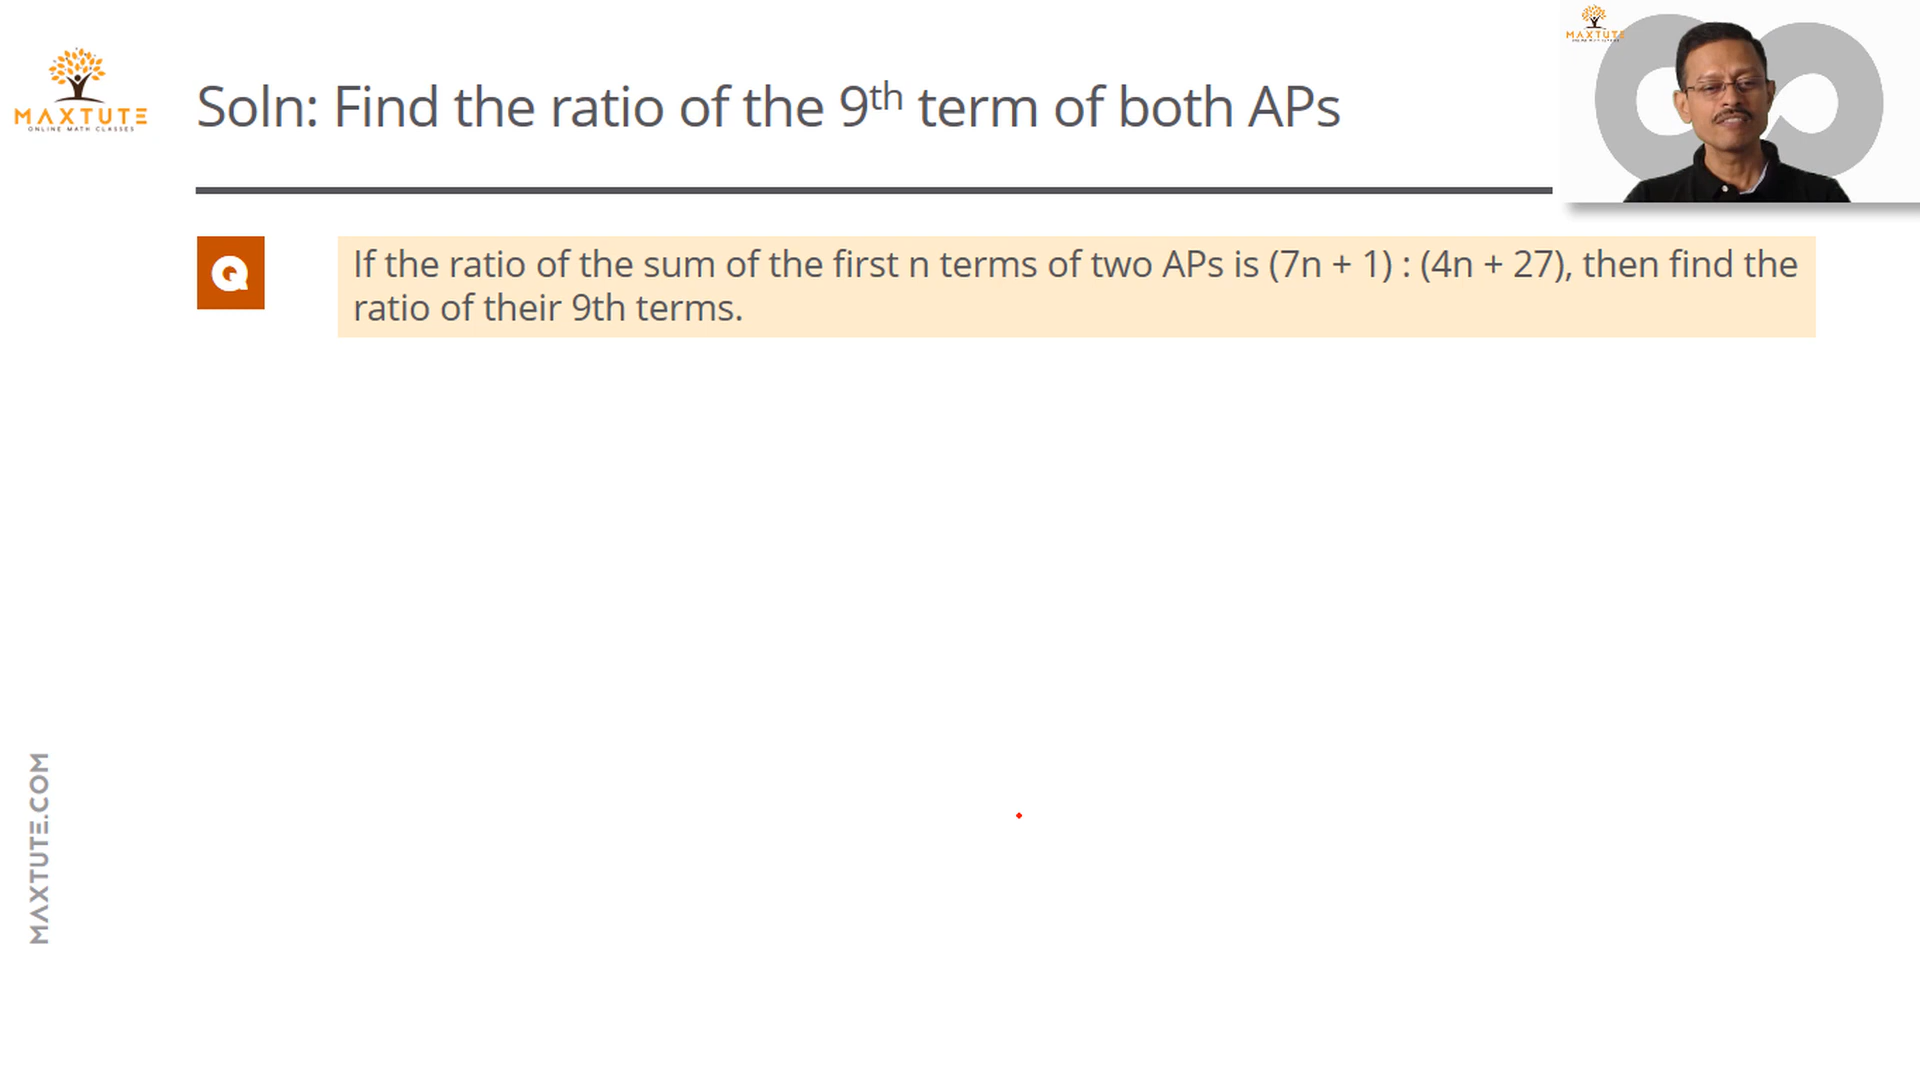 MAXTUTE
ONLINE MATH CLASSES
Soln: Find the ratio of the 9th term of both APs
MAXTUTE
Q
If the ratio of the sum of the first n terms of two APs is (7n + 1) : (4n + 27), then find the
ratio of their 9th terms.
MAXTUTE.COM